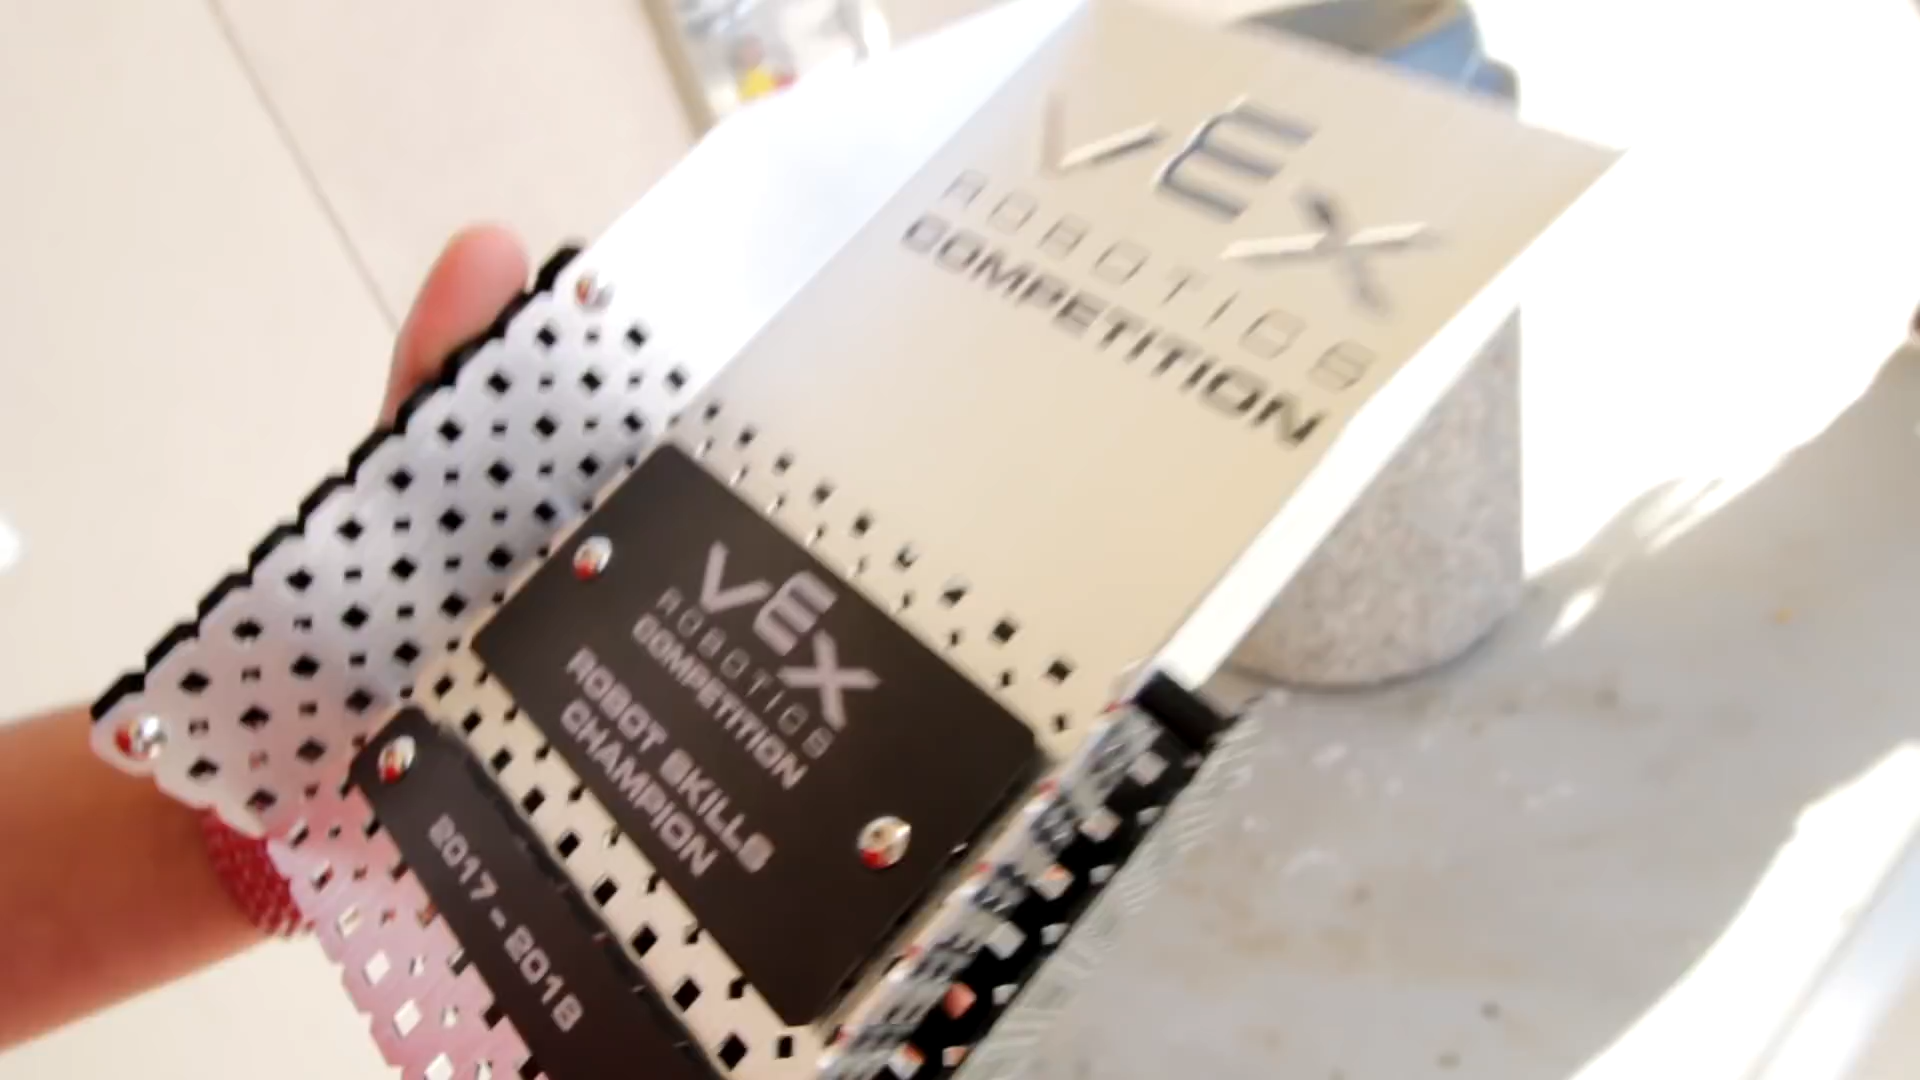 VEX
ROBOTICS
COMPETITION
VEX
ROBOTICS
COMPETITION
ROBOT SKILLS
CHAMPION
2017-2018